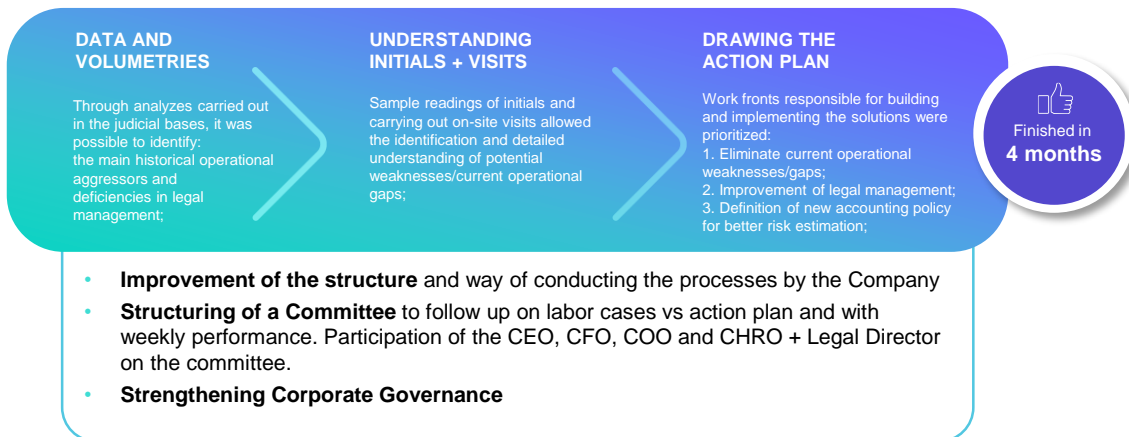 DATA AND
VOLUMETRIES
Through analyzes carried out
in the judicial bases, it was
possible to identify:
the main historical operational
aggressors and
deficiencies in legal
management;
UNDERSTANDING
INITIALS + VISITS
Sample readings of initials and
carrying out on-site visits allowed
the identification and detailed
understanding of potential
weaknesses/current operational
gaps;
DRAWING THE
ACTION PLAN
Work fronts responsible for building
and implementing the solutions were
prioritized:
1. Eliminate current operational
weaknesses/gaps;
2. Improvement of legal management;
3. Definition of new accounting policy
for better risk estimation;
Finished in
4 months
• Improvement of the structure and way of conducting the processes by the Company
• Structuring of a Committee to follow up on labor cases vs action plan and with
weekly performance. Participation of the CEO, CFO, COO and CHRO + Legal Director
on the committee.
• Strengthening Corporate Governance